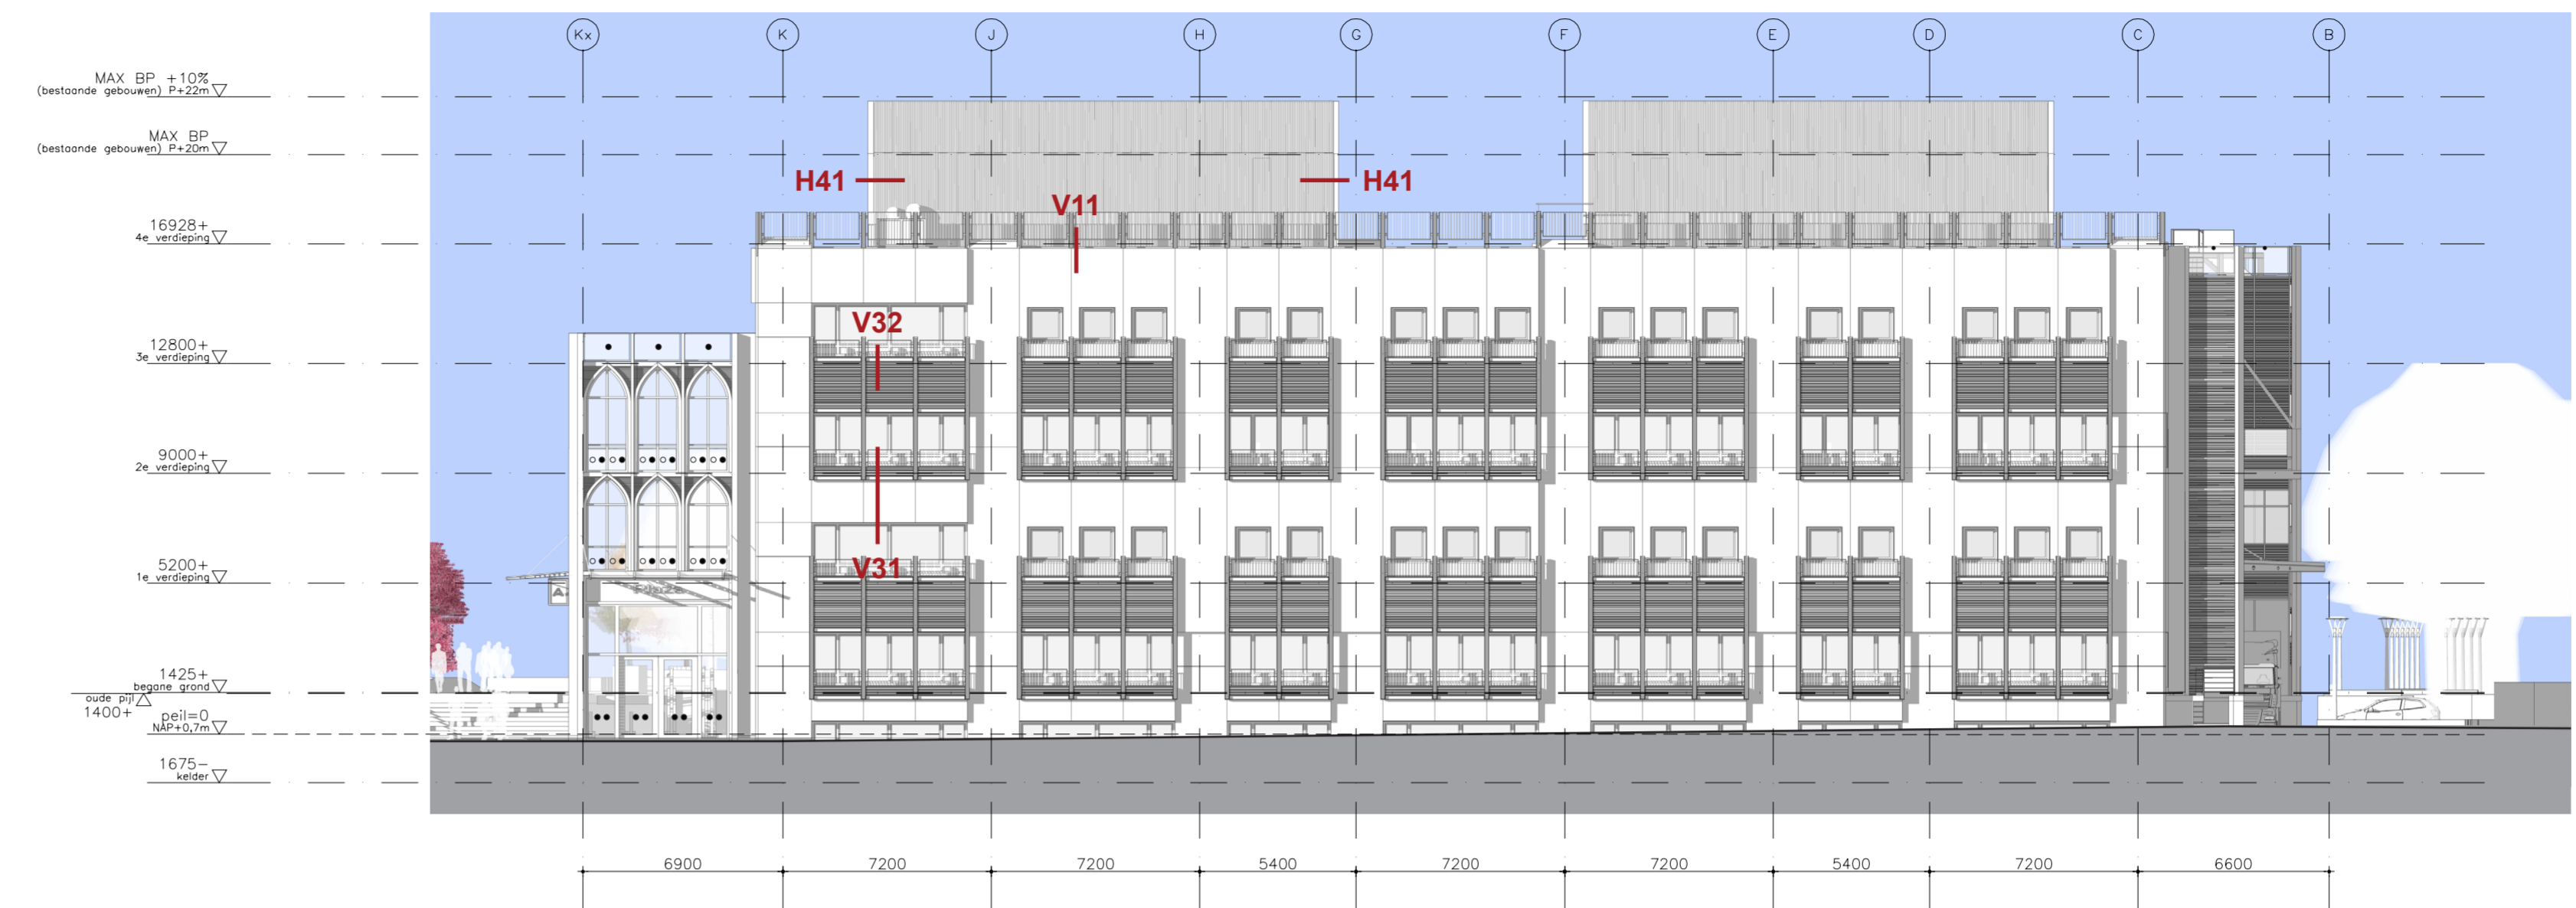 Kx K J H G F E D C B
MAX BP +10%
(bestaande gebouwen) P+22m
MAX BP
(bestaande gebouwen) P+20m
H41 H41
V11
16928+
4e verdieping
V32
12800+
3e verdieping
9000+
2e verdieping
V31
5200+
1e verdieping
1425+
begane grond
oude pijl
1400+
peil=0
NAP+0,7m
1675-
kelder
6900 7200 7200 5400 7200 7200 5400 7200 6600